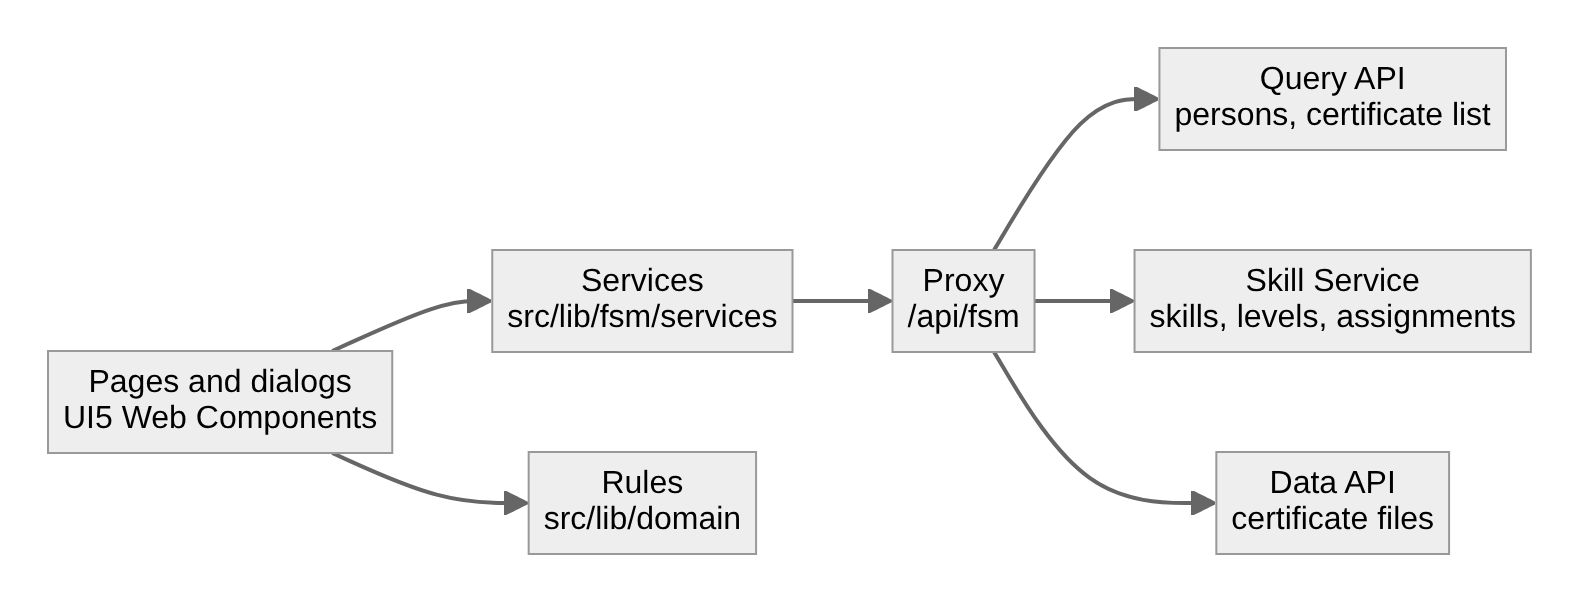 Query API
persons, certificate list
Services
src/lib/fsm/services
Proxy
/api/fsm
Skill Service
skills, levels, assignments
Pages and dialogs
UI5 Web Components
Rules
src/lib/domain
Data API
certificate files